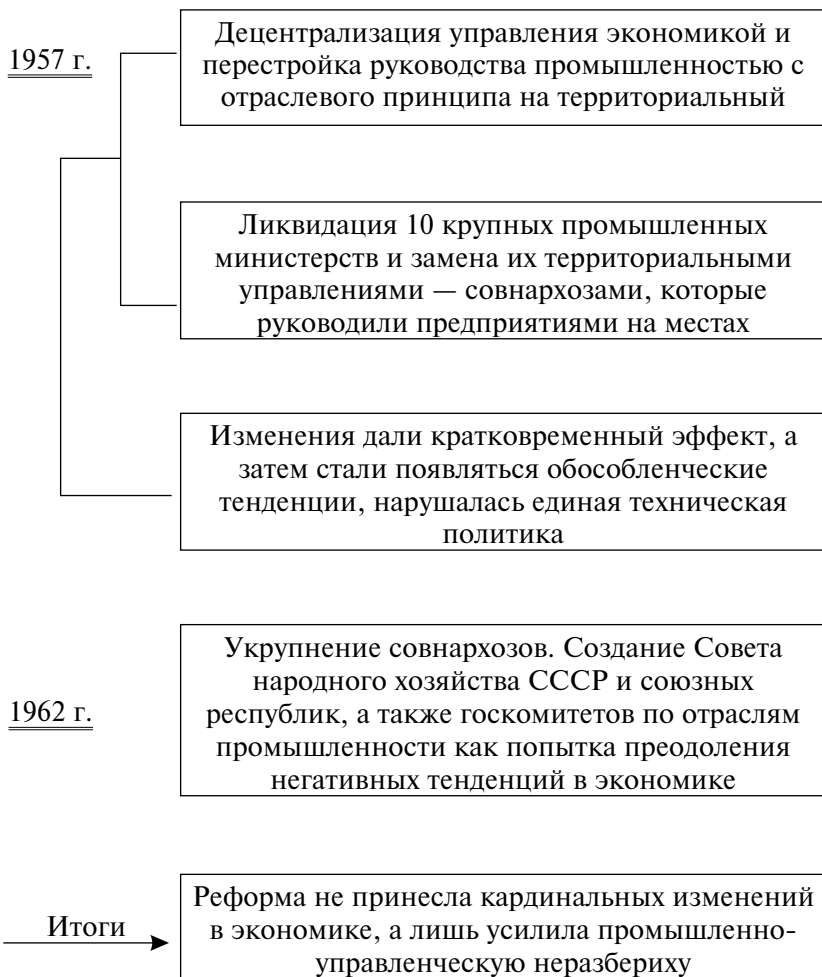 1957 г.
Децентрализация управления экономикой и
перестройка руководства промышленностью с
отраслевого принципа на территориальный
Ликвидация 10 крупных промышленных
министерств и замена их территориальными
управлениями — совнархозами, которые
руководили предприятиями на местах
Изменения дали кратковременный эффект, а
затем стали появляться обособленческие
тенденции, нарушалась единая техническая
политика
1962 г.
Укрупнение совнархозов. Создание Совета
народного хозяйства СССР и союзных
республик, а также госкомитетов по отраслям
промышленности как попытка преодоления
негативных тенденций в экономике
Итоги
Реформа не принесла кардинальных изменений
в экономике, а лишь усилила промышленно-
управленческую неразбериху